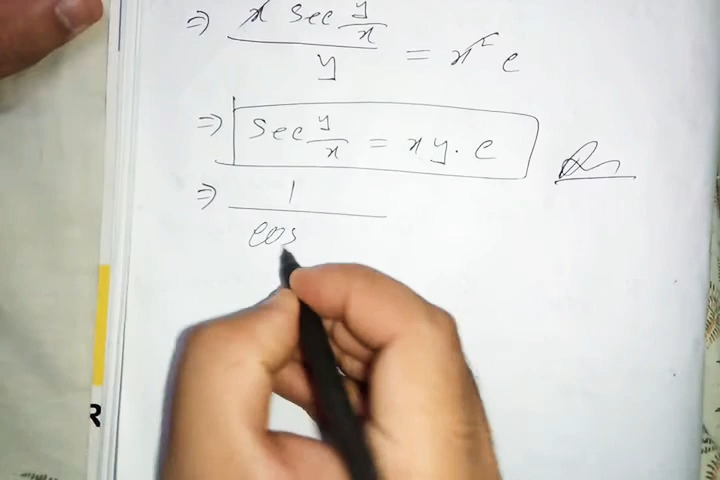 ⇒ x sec y/x / y = x² c
⇒ sec y/x = xy. c Ans
⇒ 1 / cos
R